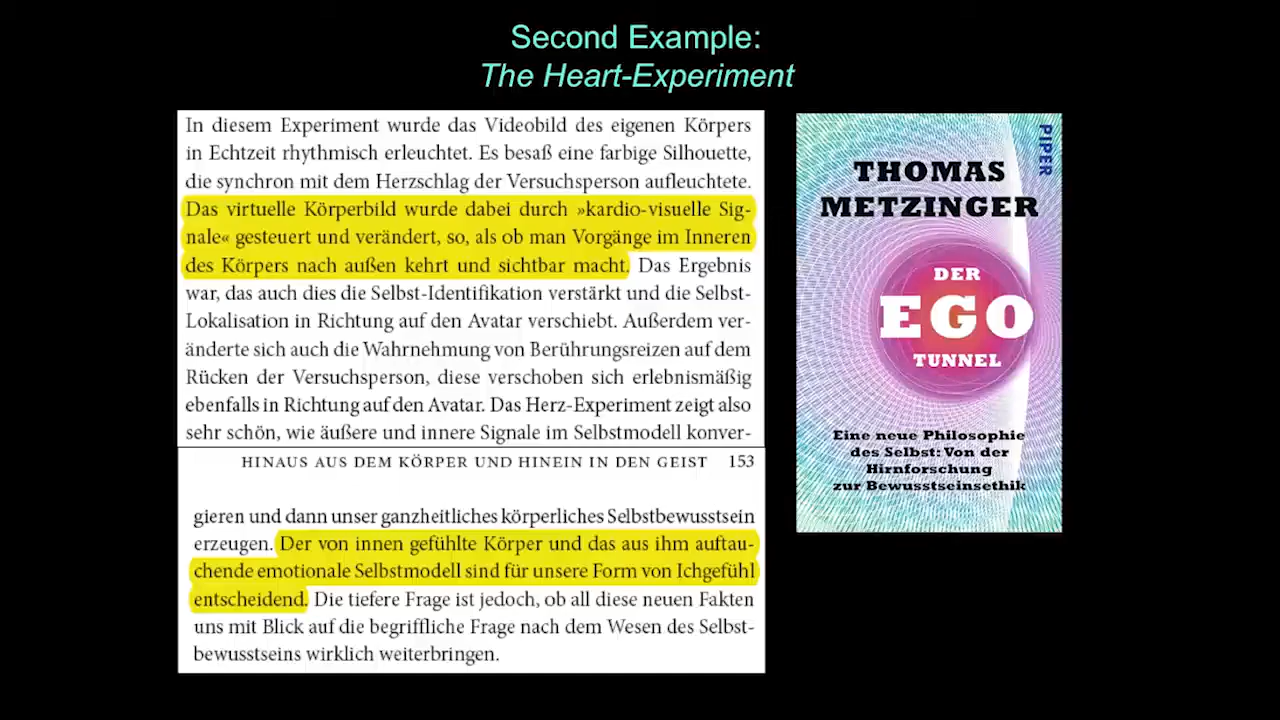 Second Example:
The Heart-Experiment
In diesem Experiment wurde das Videobild des eigenen Körpers
in Echtzeit rhythmisch erleuchtet. Es besaß eine farbige Silhouette,
die synchron mit dem Herzschlag der Versuchsperson aufleuchtete.
Das virtuelle Körperbild wurde dabei durch »kardio-visuelle Sig-
nale« gesteuert und verändert, so, als ob man Vorgänge im Inneren
des Körpers nach außen kehrt und sichtbar macht. Das Ergebnis
war, das auch dies die Selbst-Identifikation verstärkt und die Selbst-
Lokalisation in Richtung auf den Avatar verschiebt. Außerdem ver-
änderte sich auch die Wahrnehmung von Berührungsreizen auf dem
Rücken der Versuchsperson, diese verschoben sich erlebnismäßig
ebenfalls in Richtung auf den Avatar. Das Herz-Experiment zeigt also
sehr schön, wie äußere und innere Signale im Selbstmodell konver-
HINAUS AUS DEM KÖRPER UND HINEIN IN DEN GEIST 153
gieren und dann unser ganzheitliches körperliches Selbstbewusstsein
erzeugen. Der von innen gefühlte Körper und das aus ihm auftau-
chende emotionale Selbstmodell sind für unsere Form von Ichgefühl
entscheidend. Die tiefere Frage ist jedoch, ob all diese neuen Fakten
uns mit Blick auf die begriffliche Frage nach dem Wesen des Selbst-
bewusstseins wirklich weiterbringen.
PIPER
THOMAS
METZINGER
DER
EGO
TUNNEL
Eine neue Philosophie
des Selbst: Von der
Hirnforschung
zur Bewusstseinsethik